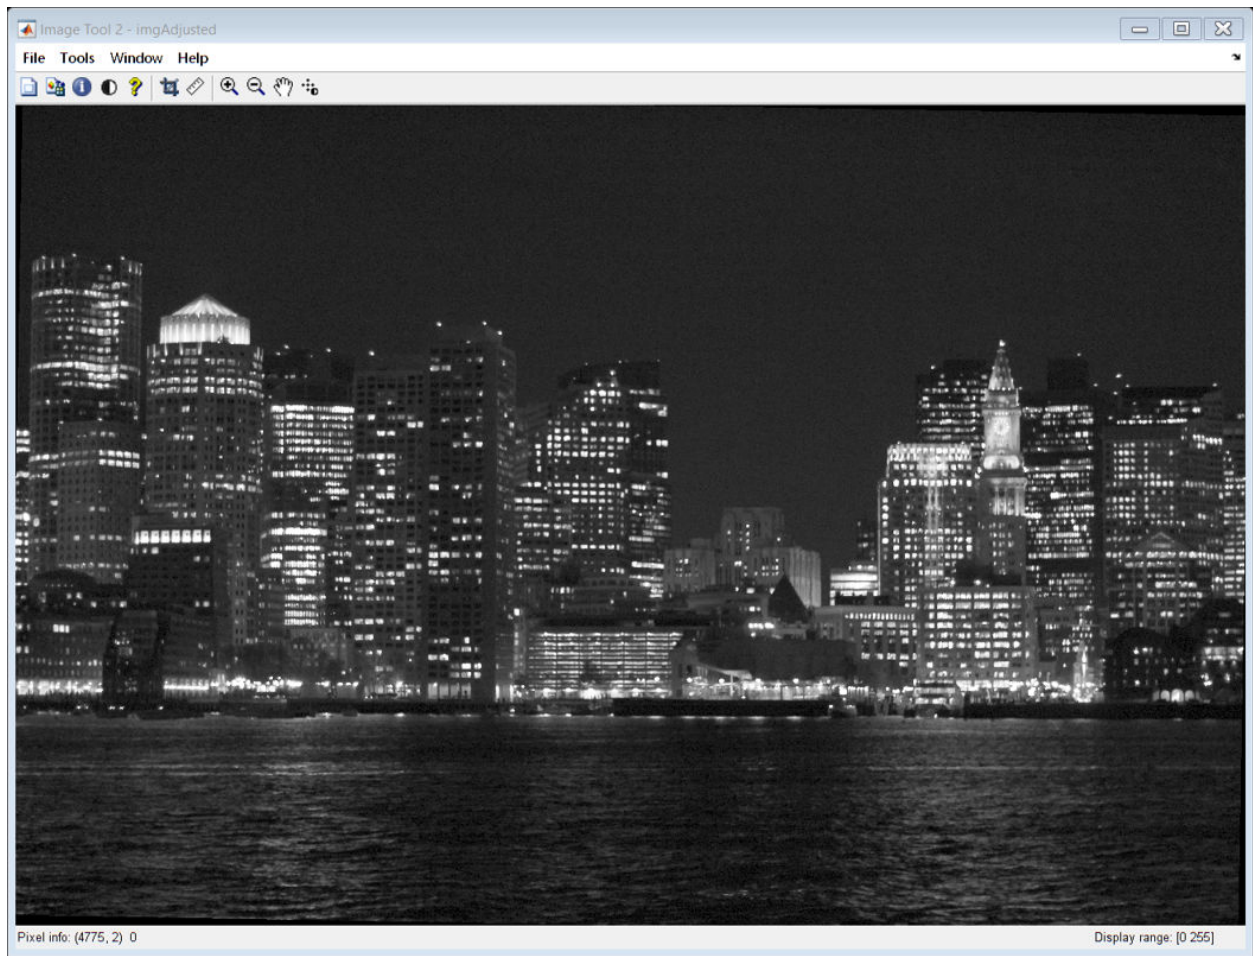 Image Tool 2 - imgAdjusted
File Tools Window Help
Pixel info: (4775, 2) 0
Display range: [0 255]